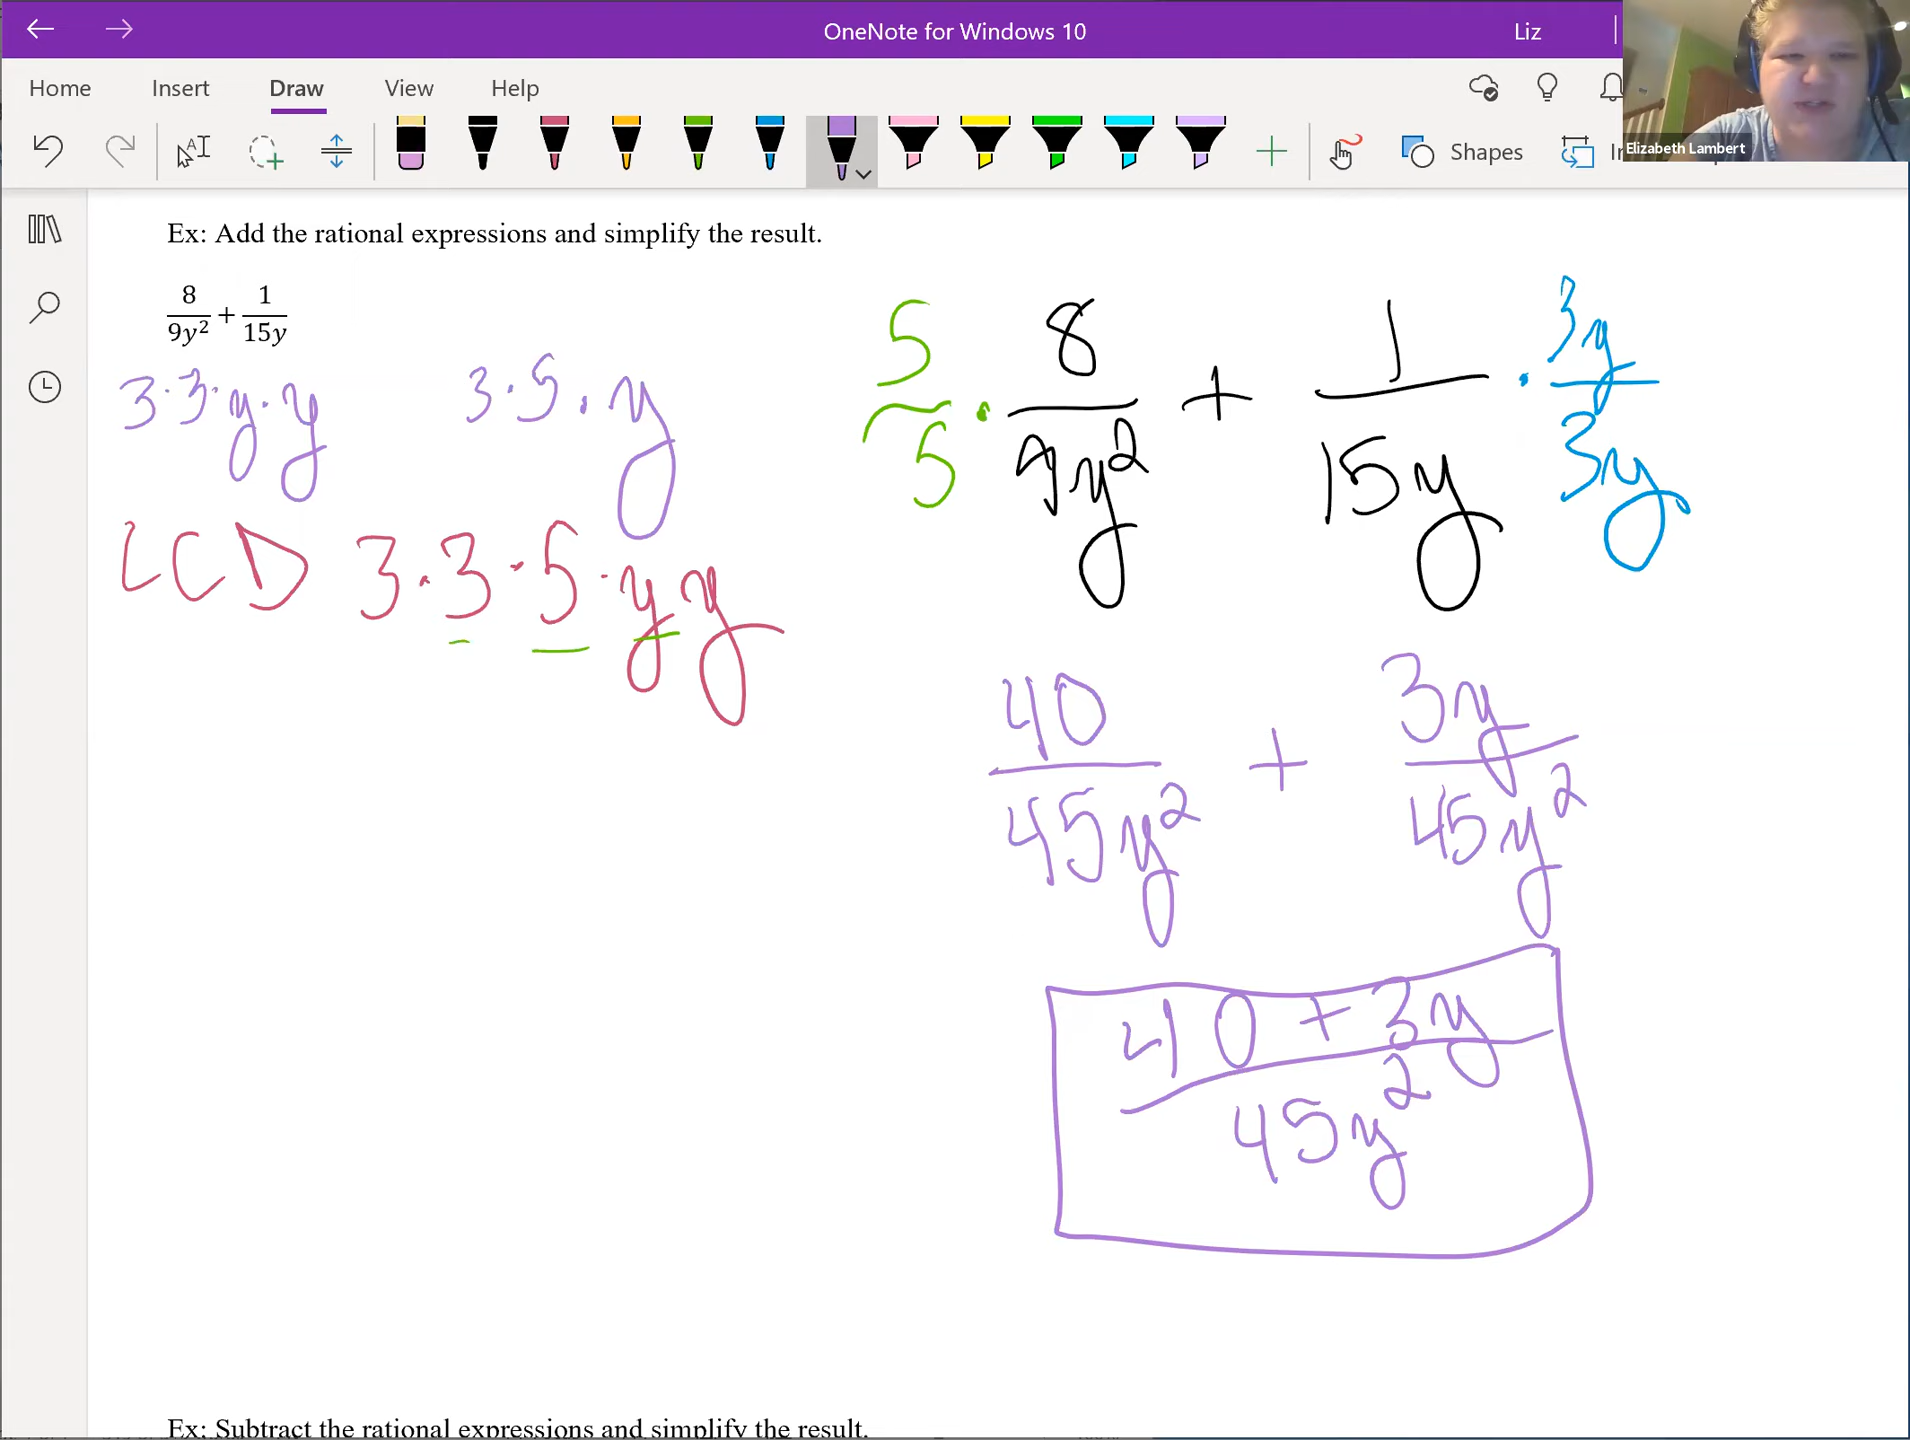 OneNote for Windows 10
Liz
Home Insert Draw View Help
Shapes
Elizabeth Lambert
Ex: Add the rational expressions and simplify the result.
8/9y² + 1/15y
3·3·y·y 3·5·y
LCD 3·3·5·y y
5/5 · 8/9y² + 1/15y · 3y/3y
40/45y² + 3y/45y²
40 + 3y/45y²
Ex: Subtract the rational expressions and simplify the result.